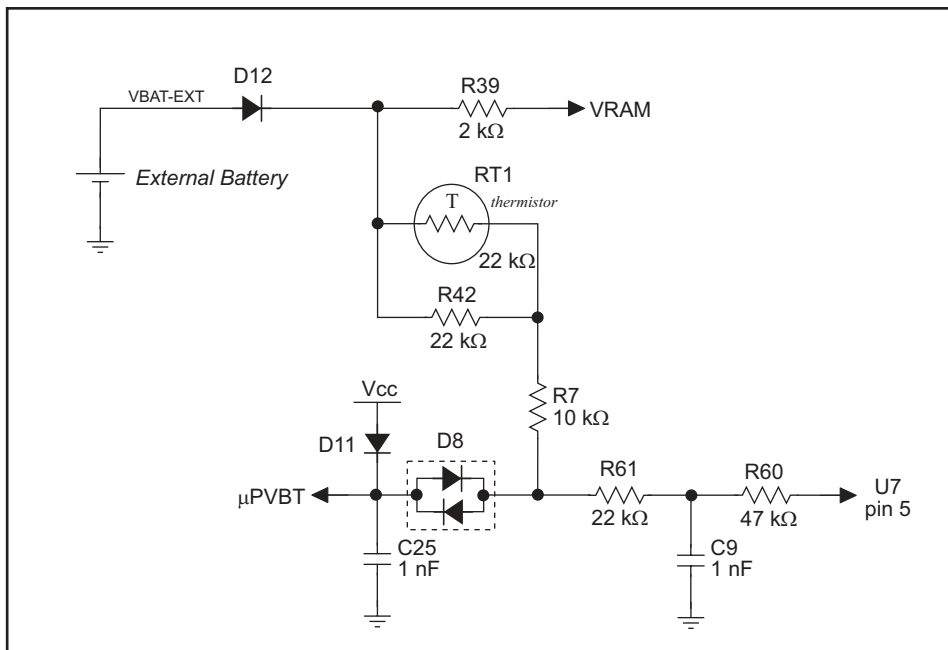 D12
VBAT-EXT
R39
2 kΩ
VRAM
External Battery
RT1
T
thermistor
22 kΩ
R42
22 kΩ
Vcc
R7
10 kΩ
D11
D8
µPVBT
R61
22 kΩ
R60
47 kΩ
U7
pin 5
C25
1 nF
C9
1 nF